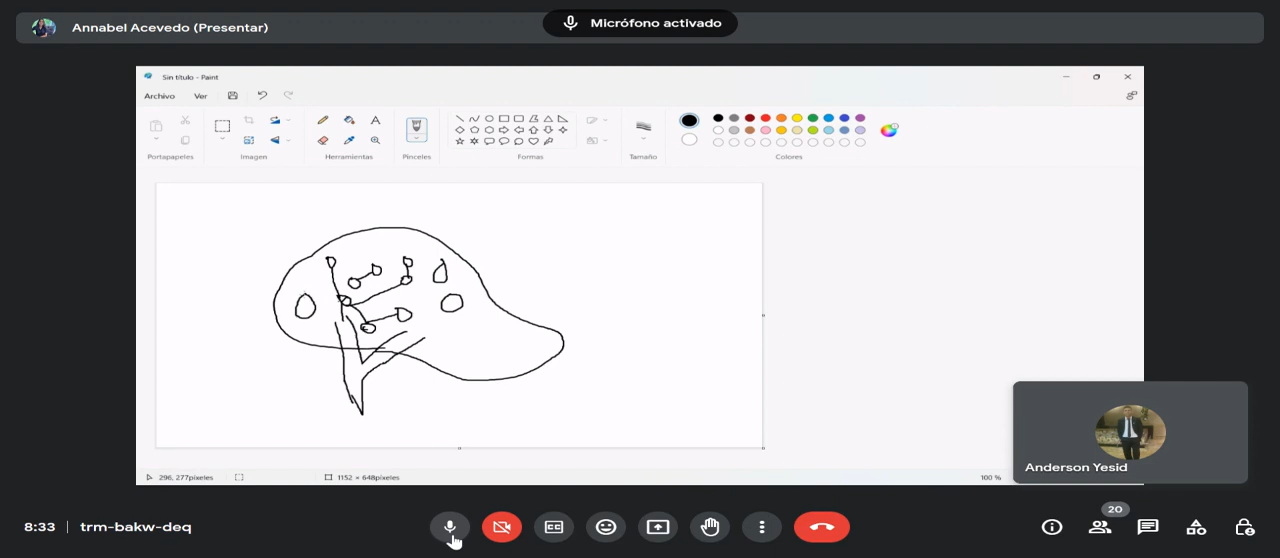 Annabel Acevedo (Presentar)
Micrófono activado
Sin título - Paint
Archivo Ver
Portapapeles Imagen Herramientas Pinceles Formas Tamaño Colores
296, 277píxeles 1152 × 648píxeles 100 %
Anderson Yesid
8:33 | trm-bakw-deq
20